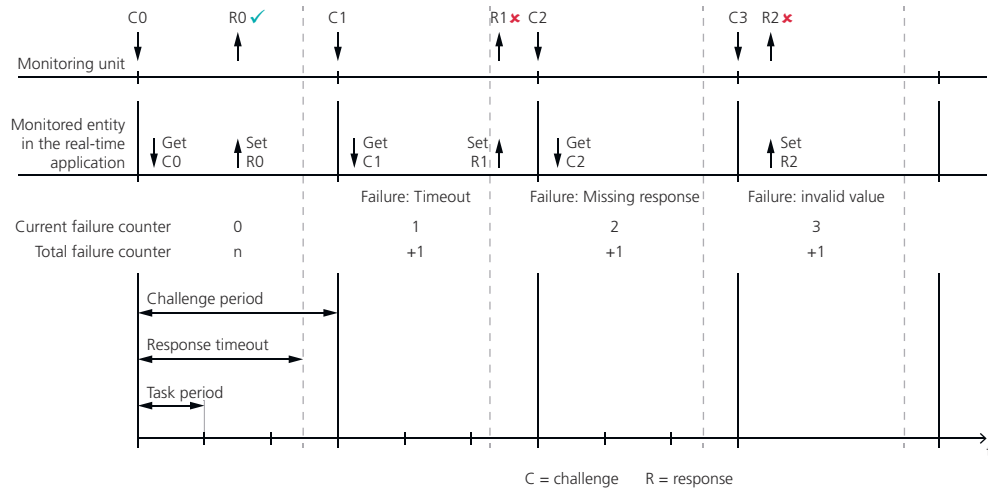 C0 R0 ✓ C1 R1 ✘ C2 C3 R2 ✘
Monitoring unit
Monitored entity
in the real-time
application
Get
C0
Set
R0
Get
C1
Set
R1
Get
C2
Set
R2
Failure: Timeout
Failure: Missing response
Failure: invalid value
Current failure counter 0 1 2 3
Total failure counter n +1 +1 +1
Challenge period
Response timeout
Task period
C = challenge R = response